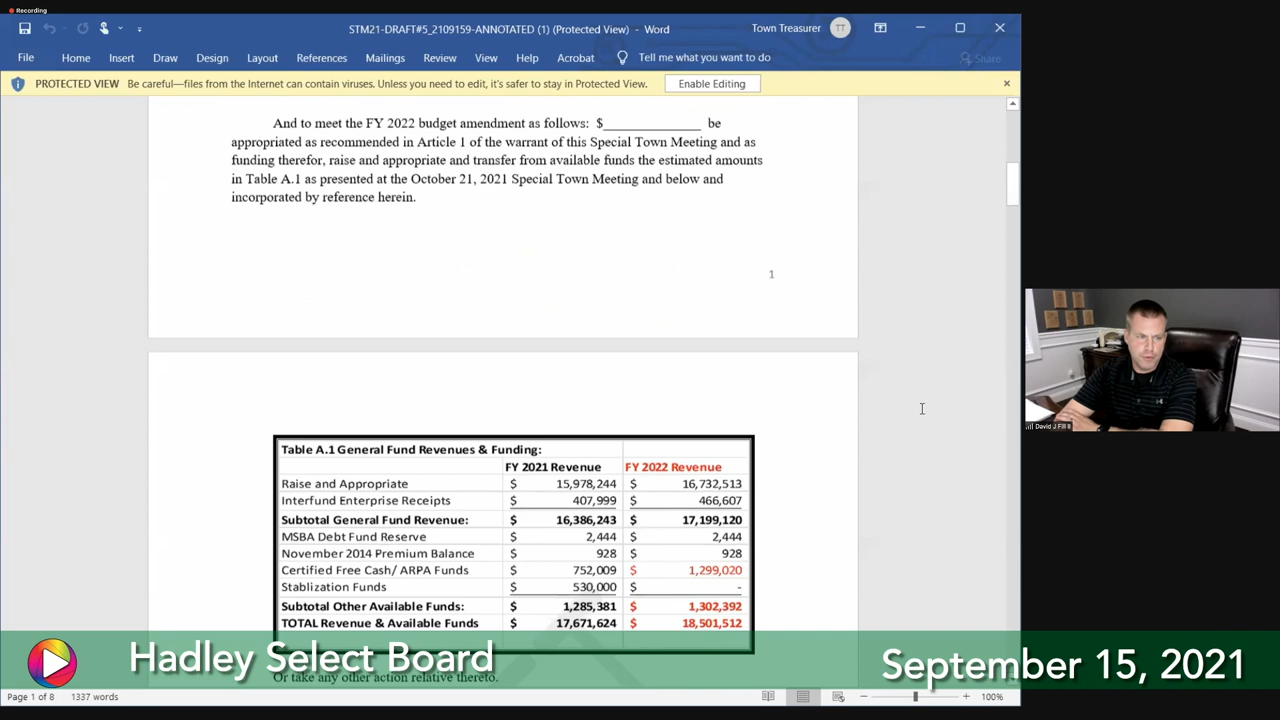 Recording
STM21-DRAFT#5_2109159-ANNOTATED (1) (Protected View) - Word
Town Treasurer TT
File Home Insert Draw Design Layout References Mailings Review View Help Acrobat Tell me what you want to do Share
PROTECTED VIEW Be careful—files from the Internet can contain viruses. Unless you need to edit, it's safer to stay in Protected View. Enable Editing
And to meet the FY 2022 budget amendment as follows: $_______________ be
appropriated as recommended in Article 1 of the warrant of this Special Town Meeting and as
funding therefor, raise and appropriate and transfer from available funds the estimated amounts
in Table A.1 as presented at the October 21, 2021 Special Town Meeting and below and
incorporated by reference herein.
1
Table A.1 General Fund Revenues & Funding:
FY 2021 Revenue FY 2022 Revenue
Raise and Appropriate $ 15,978,244 $ 16,732,513
Interfund Enterprise Receipts $ 407,999 $ 466,607
Subtotal General Fund Revenue: $ 16,386,243 $ 17,199,120
MSBA Debt Fund Reserve $ 2,444 $ 2,444
November 2014 Premium Balance $ 928 $ 928
Certified Free Cash/ ARPA Funds $ 752,009 $ 1,299,020
Stablization Funds $ 530,000 $ -
Subtotal Other Available Funds: $ 1,285,381 $ 1,302,392
TOTAL Revenue & Available Funds $ 17,671,624 $ 18,501,512
Or take any other action relative thereto.
David J Fill II
Hadley Select Board
September 15, 2021
Page 1 of 8 1337 words
100%